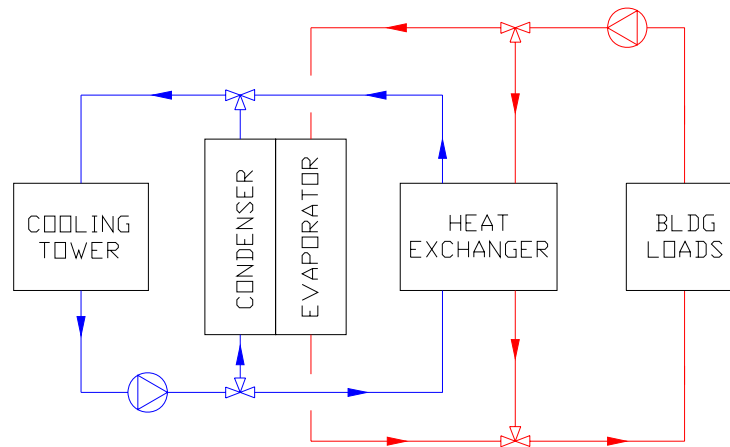 COOLING
TOWER
CONDENSER
EVAPORATOR
HEAT
EXCHANGER
BLDG
LOADS